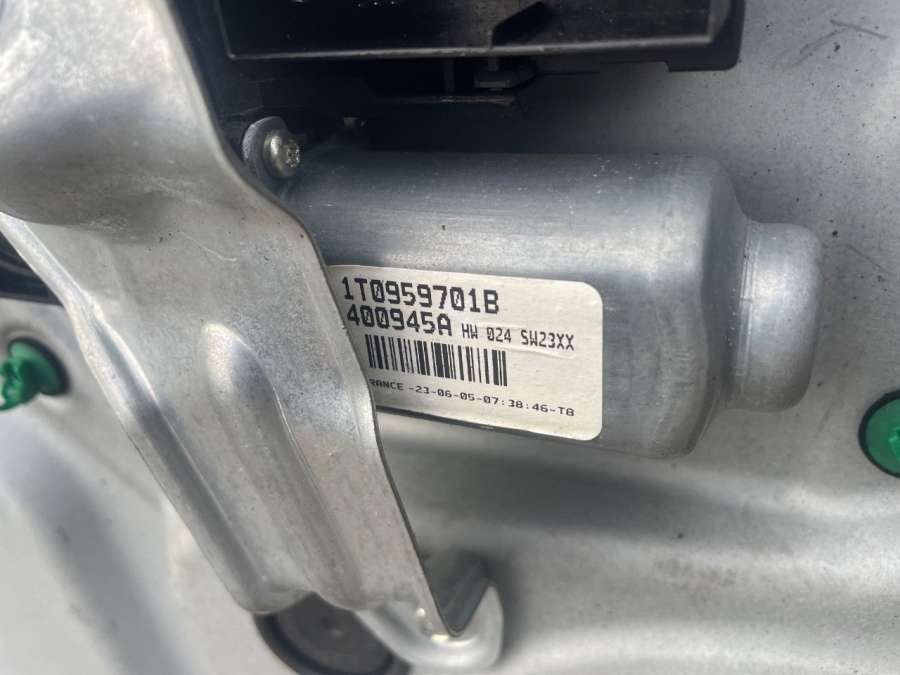 1T0959701B
400945A HW 024 SW23XX
RANCE -23-06-05-07:38:46-T8